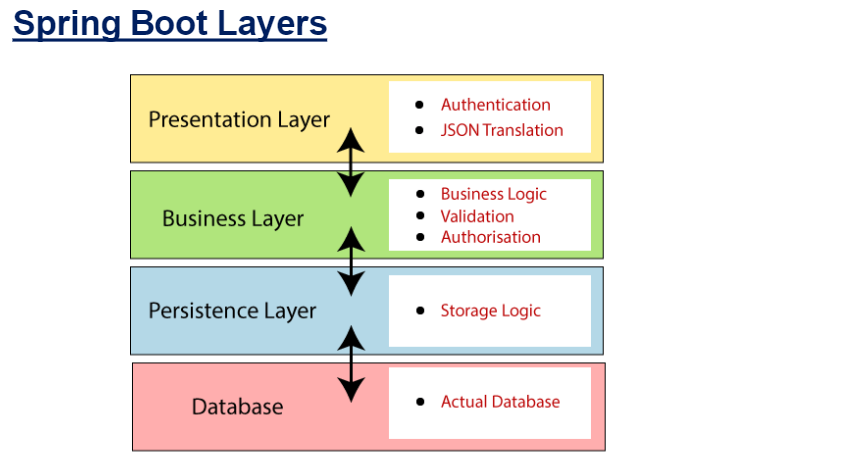 Spring Boot Layers
Presentation Layer
● Authentication
● JSON Translation
Business Layer
● Business Logic
● Validation
● Authorisation
Persistence Layer
● Storage Logic
Database
● Actual Database